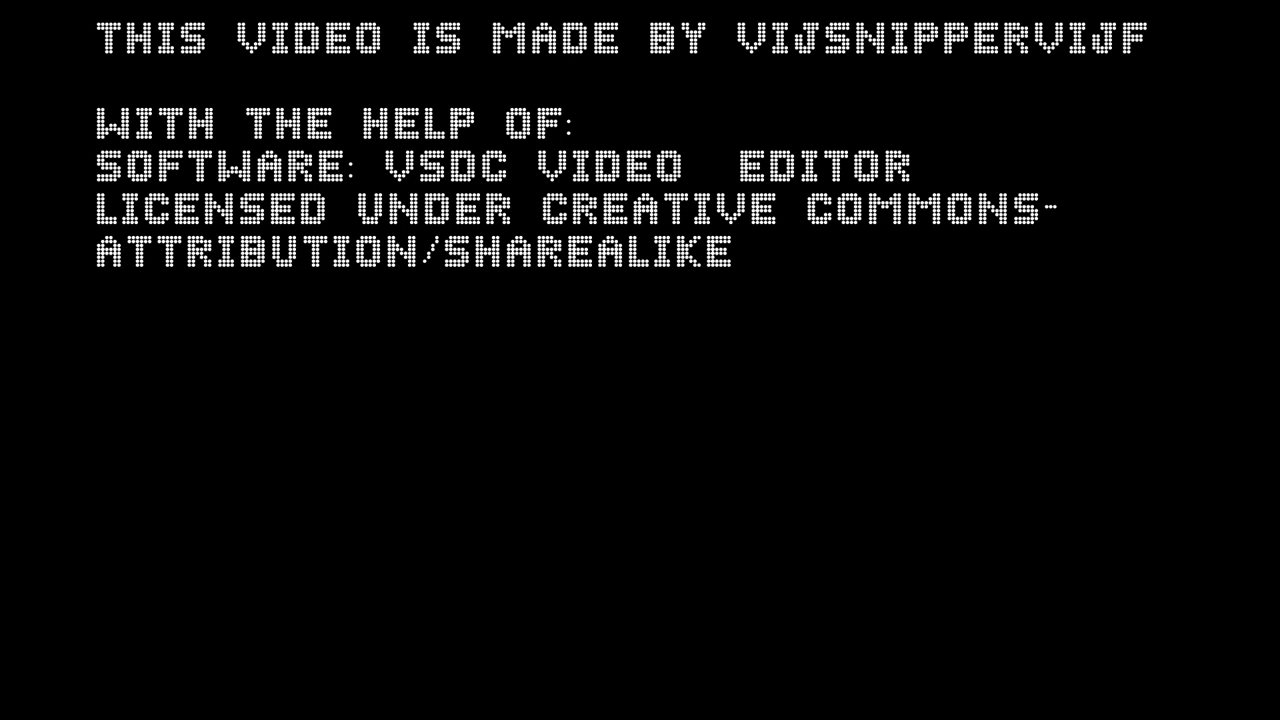 THIS VIDEO IS MADE BY VIJSNIPPERVIJF
WITH THE HELP OF:
SOFTWARE: VSDC VIDEO  EDITOR
LICENSED UNDER CREATIVE COMMONS-
ATTRIBUTION/SHAREALIKE